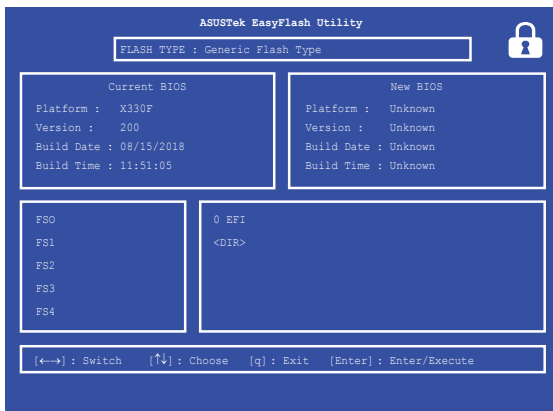 ASUSTek EasyFlash Utility
FLASH TYPE : Generic Flash Type
Current BIOS
Platform : X330F
Version : 200
Build Date : 08/15/2018
Build Time : 11:51:05
New BIOS
Platform : Unknown
Version : Unknown
Build Date : Unknown
Build Time : Unknown
FSO
FS1
FS2
FS3
FS4
0 EFI
<DIR>
[←→] : Switch [↑↓] : Choose [q] : Exit [Enter] : Enter/Execute